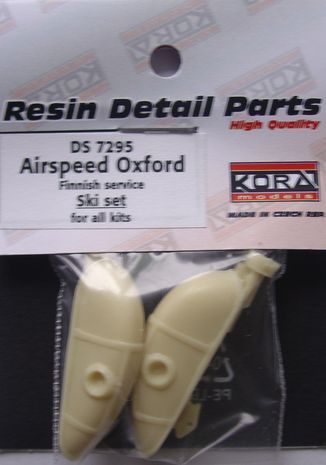 Resin Detail Parts
High Quality
DS 7295
Airspeed Oxford
Finnish service
Ski set
for all kits
KORA
models
MADE IN CZECH REP.